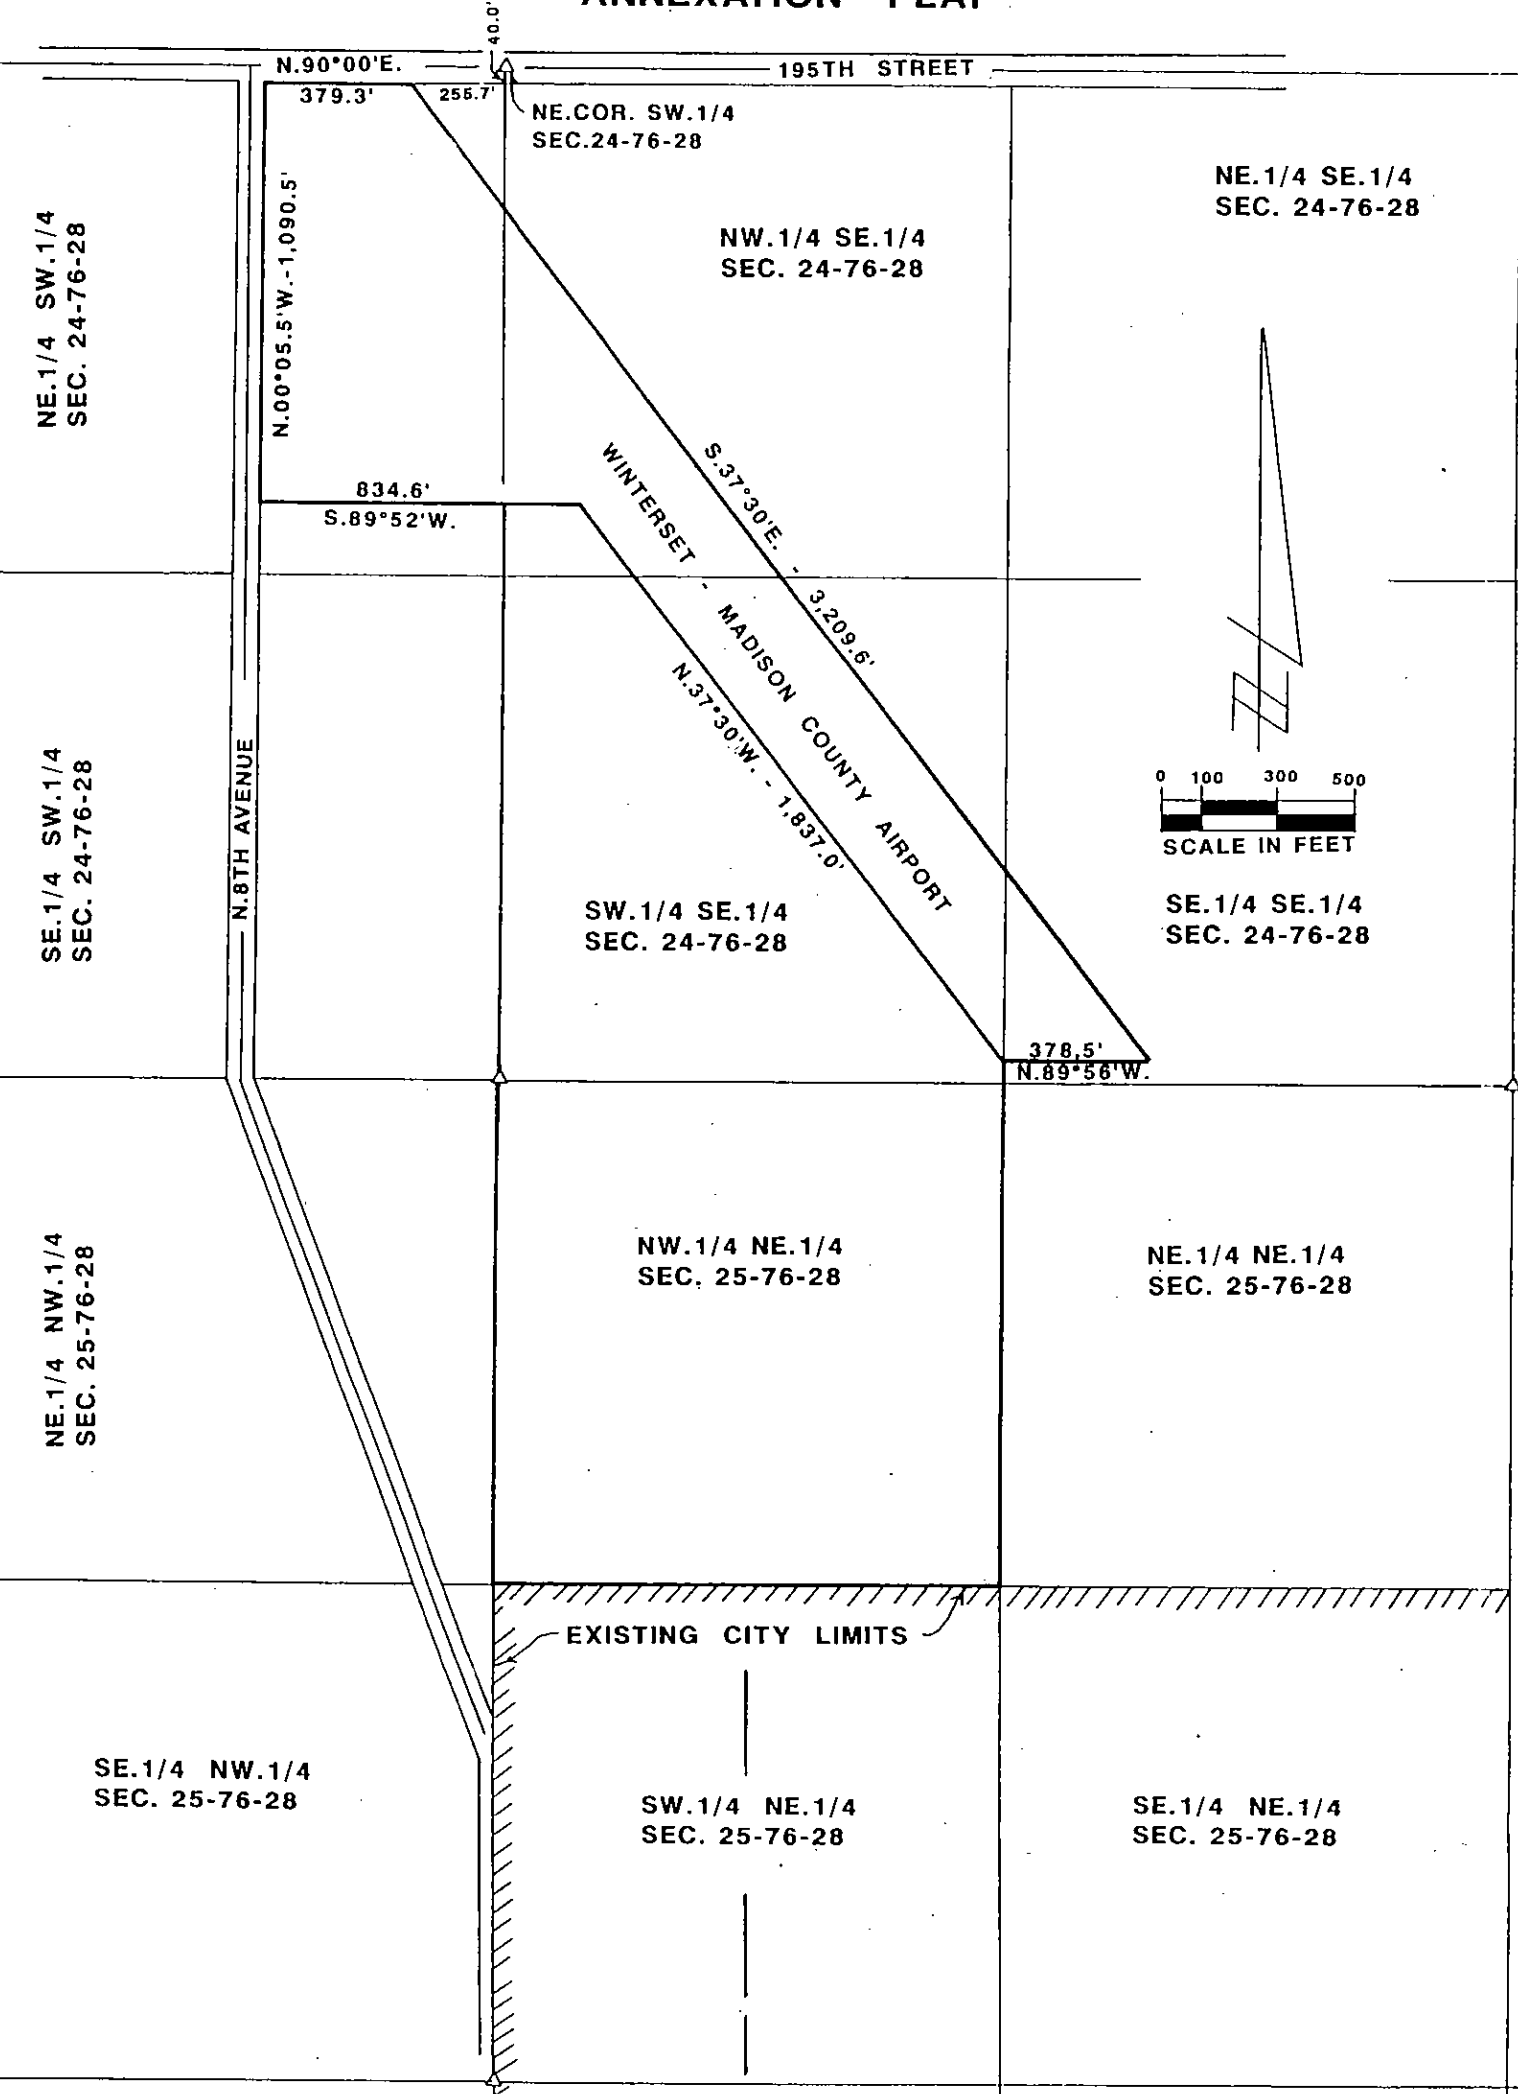 ANNEXATION PLAT
40.0'
N.90°00'E.
195TH STREET
379.3'
255.7'
NE.COR. SW.1/4
SEC.24-76-28
NE.1/4 SE.1/4
SEC. 24-76-28
NW.1/4 SE.1/4
SEC. 24-76-28
NE.1/4 SW.1/4
SEC. 24-76-28
N.00°05.5'W.-1,090.5'
834.6'
S.89°52'W.
S.37°30'E. - 3,209.6'
WINTERSET - MADISON COUNTY AIRPORT
N.37°30'W. - 1,837.0'
0 100 300 500
SCALE IN FEET
N.8TH AVENUE
SE.1/4 SW.1/4
SEC. 24-76-28
SW.1/4 SE.1/4
SEC. 24-76-28
SE.1/4 SE.1/4
SEC. 24-76-28
378.5'
N.89°56'W.
NE.1/4 NW.1/4
SEC. 25-76-28
NW.1/4 NE.1/4
SEC. 25-76-28
NE.1/4 NE.1/4
SEC. 25-76-28
EXISTING CITY LIMITS
SE.1/4 NW.1/4
SEC. 25-76-28
SW.1/4 NE.1/4
SEC. 25-76-28
SE.1/4 NE.1/4
SEC. 25-76-28